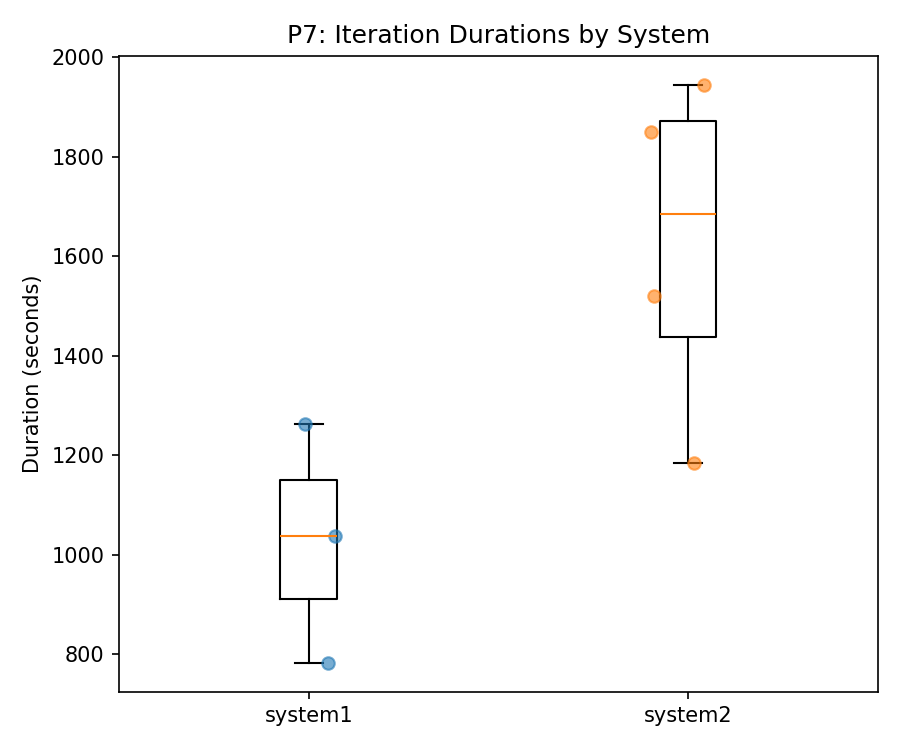 P7: Iteration Durations by System
Duration (seconds)
2000
1800
1600
1400
1200
1000
800
system1
system2